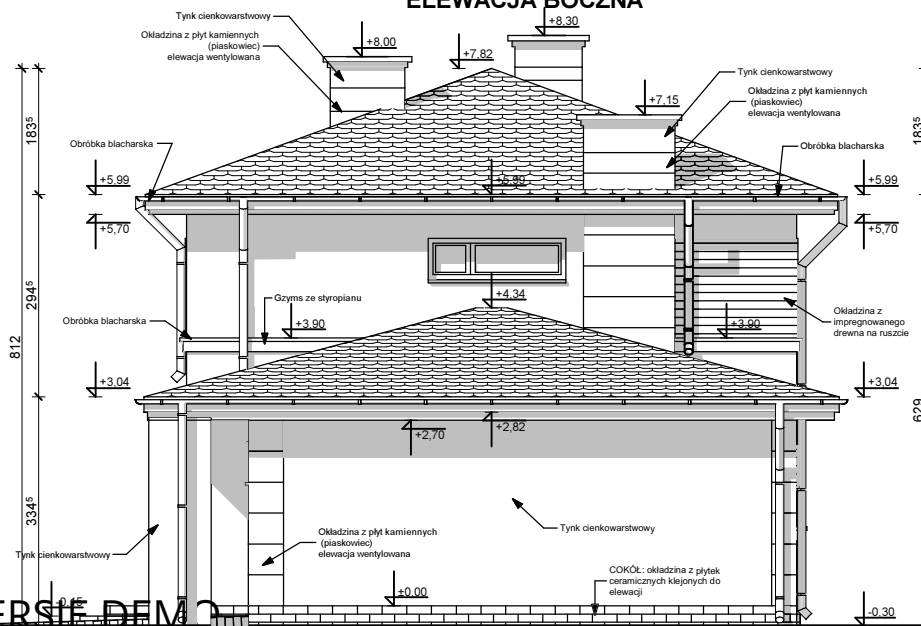 ELEWACJA BOCZNA
Tynk cienkowarstwowy
+8,30
Okładzina z płyt kamiennych
(piaskowiec)
elewacja wentylowana
+8,00
+7,82
Tynk cienkowarstwowy
Okładzina z płyt kamiennych
(piaskowiec)
elewacja wentylowana
+7,15
183⁵
183⁵
Obróbka blacharska
Obróbka blacharska
+5,99
+5,99
+5,99
+5,70
+5,70
294⁵
+4,34
Gzyms ze styropianu
Okładzina z
impregnowanego
drewna na ruszcie
Obróbka blacharska
+3,90
+3,90
812
+3,04
+3,04
629
+2,70
+2,82
334⁵
Okładzina z płyt kamiennych
(piaskowiec)
elewacja wentylowana
Tynk cienkowarstwowy
Tynk cienkowarstwowy
COKÓŁ: okładzina z płytek
ceramicznych klejonych do
elewacji
±0,00
-0,15
-0,30
ERSJE DEMO